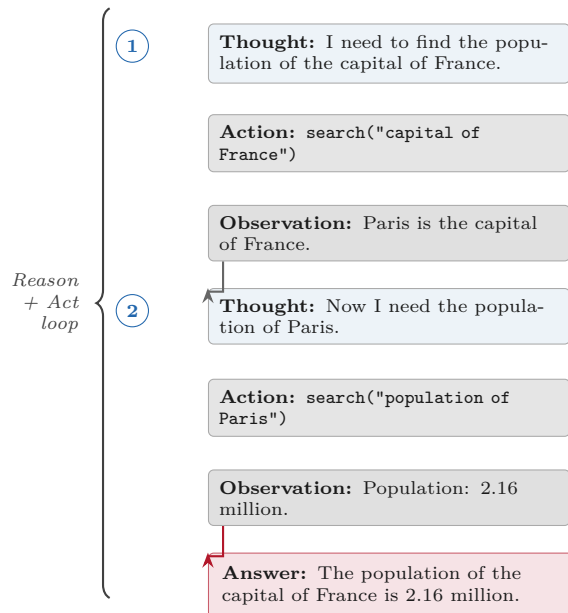 1
Thought: I need to find the popu-
lation of the capital of France.
Action: search("capital of
France")
Observation: Paris is the capital
of France.
Reason
+ Act
loop
2
Thought: Now I need the popula-
tion of Paris.
Action: search("population of
Paris")
Observation: Population: 2.16
million.
Answer: The population of the
capital of France is 2.16 million.